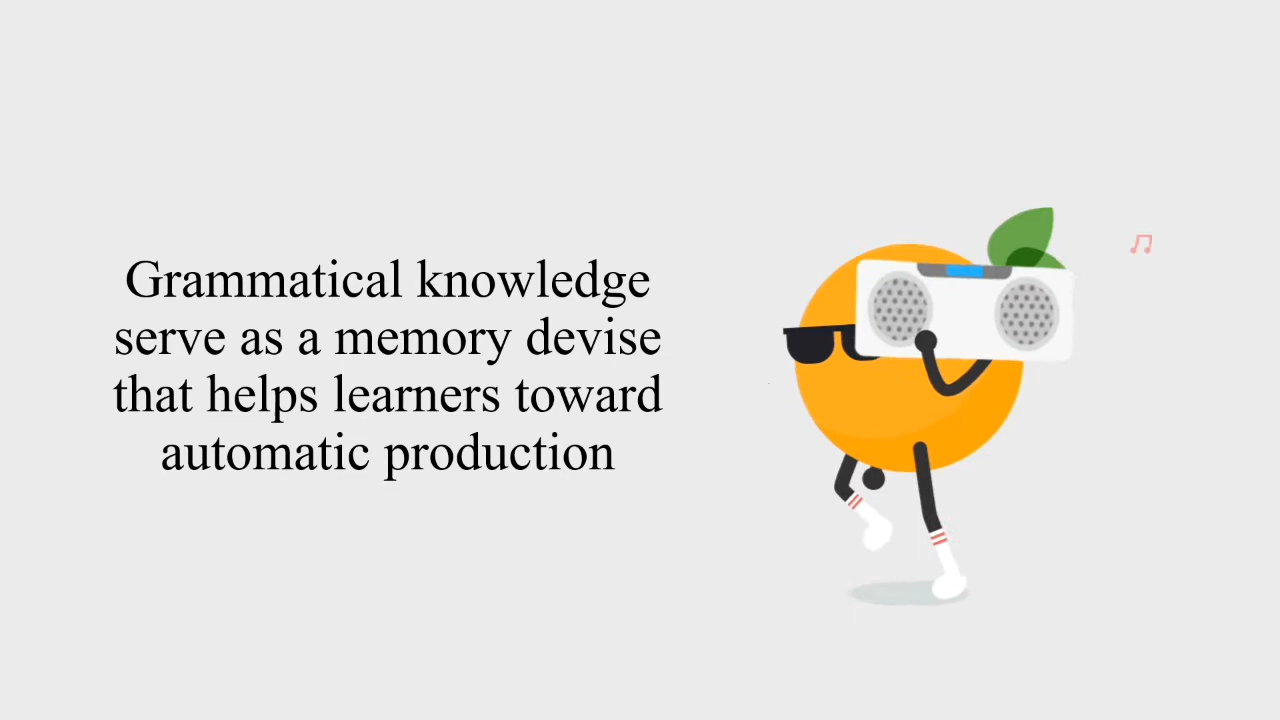 Grammatical knowledge
serve as a memory devise
that helps learners toward
automatic production